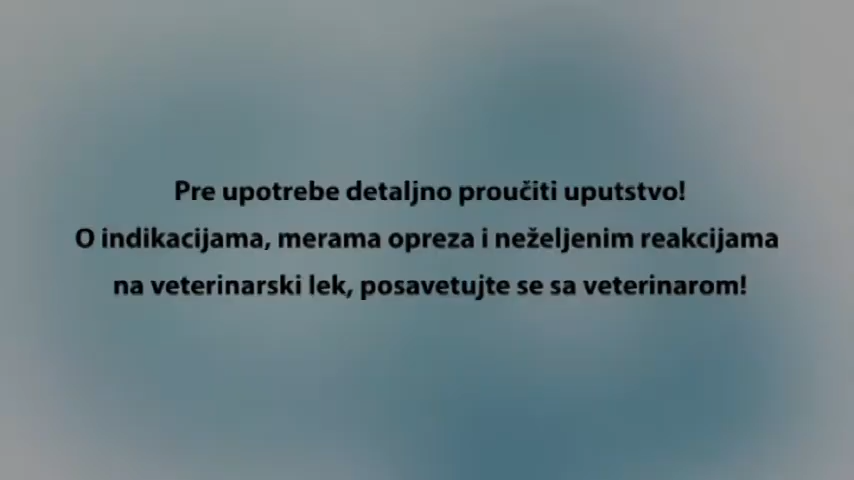 Pre upotrebe detaljno proučiti uputstvo!
O indikacijama, merama opreza i neželjenim reakcijama
na veterinarski lek, posavetujte se sa veterinarom!